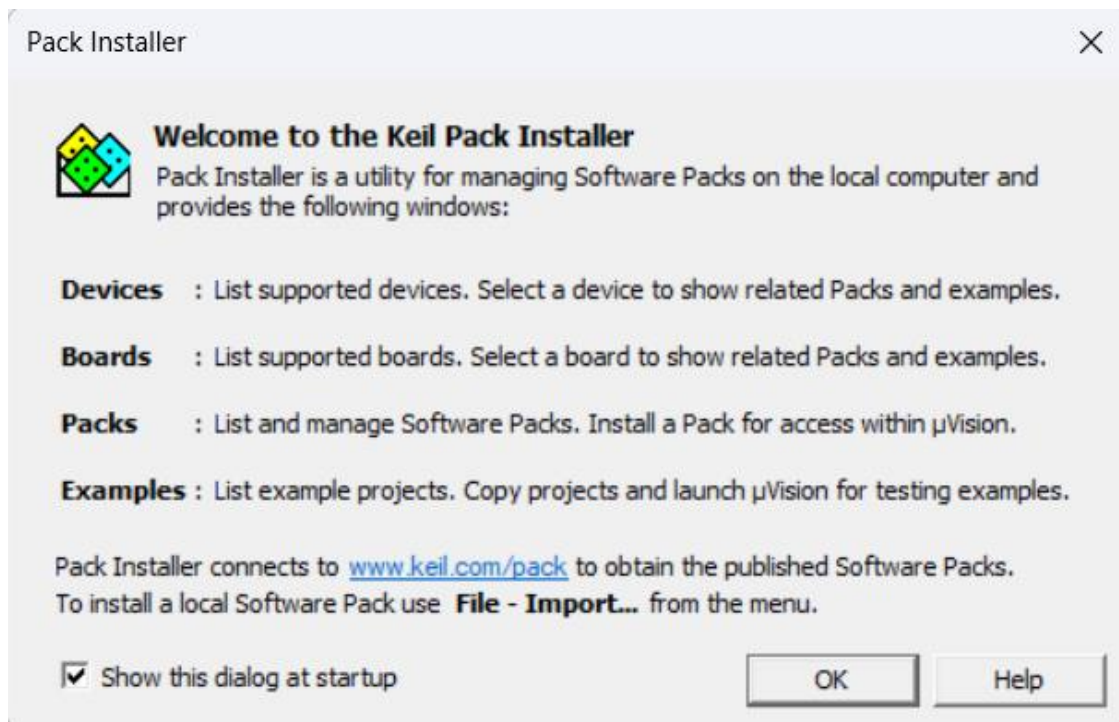 Pack Installer
Welcome to the Keil Pack Installer
Pack Installer is a utility for managing Software Packs on the local computer and
provides the following windows:
Devices : List supported devices. Select a device to show related Packs and examples.
Boards : List supported boards. Select a board to show related Packs and examples.
Packs : List and manage Software Packs. Install a Pack for access within µVision.
Examples : List example projects. Copy projects and launch µVision for testing examples.
Pack Installer connects to www.keil.com/pack to obtain the published Software Packs.
To install a local Software Pack use File - Import... from the menu.
Show this dialog at startup
OK
Help